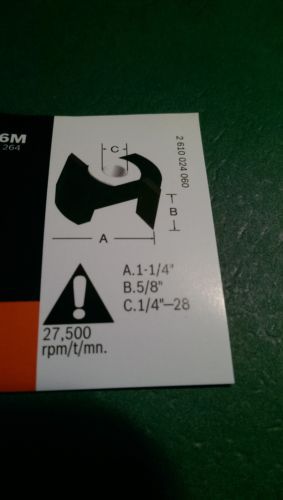 6M
264
C
2 610 024 060
B
A
A.1-1/4"
B.5/8"
C.1/4"—28
27,500
rpm/t/mn.